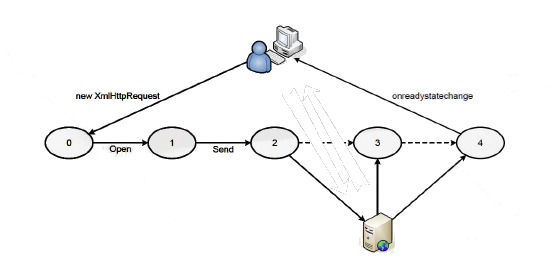 new XmlHttpRequest
onreadystatechange
0
1
2
3
4
Open
Send